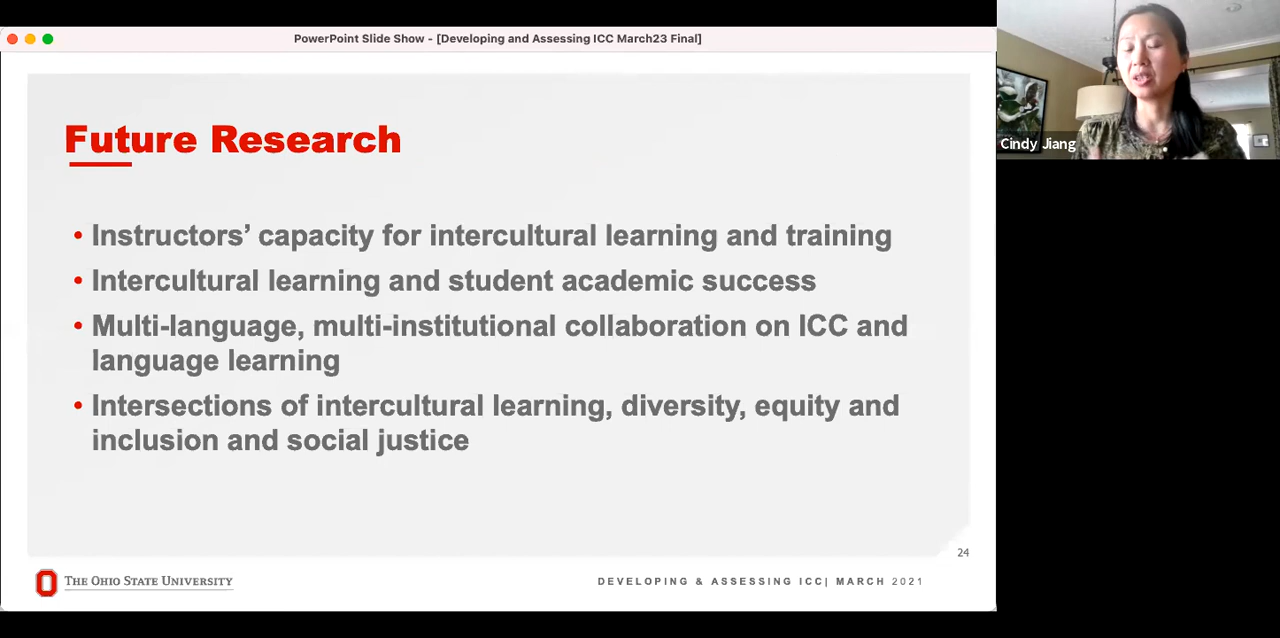 PowerPoint Slide Show - [Developing and Assessing ICC March23 Final]
Cindy Jiang
Future Research
• Instructors’ capacity for intercultural learning and training
• Intercultural learning and student academic success
• Multi-language, multi-institutional collaboration on ICC and
language learning
• Intersections of intercultural learning, diversity, equity and
inclusion and social justice
24
THE OHIO STATE UNIVERSITY
DEVELOPING & ASSESSING ICC| MARCH 2021